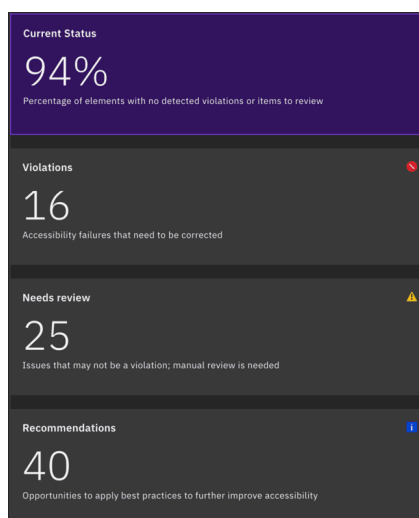 Current Status
94%
Percentage of elements with no detected violations or items to review
Violations
16
Accessibility failures that need to be corrected
Needs review
25
Issues that may not be a violation; manual review is needed
Recommendations
40
Opportunities to apply best practices to further improve accessibility